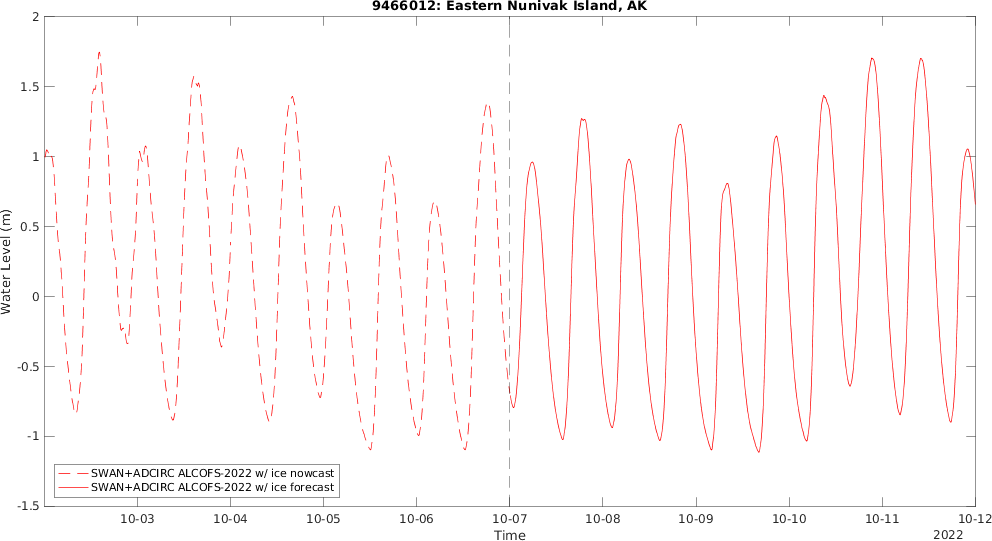 9466012: Eastern Nunivak Island, AK
2
1.5
1
0.5
0
-0.5
-1
-1.5
Water Level (m)
SWAN+ADCIRC ALCOFS-2022 w/ ice nowcast
SWAN+ADCIRC ALCOFS-2022 w/ ice forecast
10-03 10-04 10-05 10-06 10-07 10-08 10-09 10-10 10-11 10-12
Time
2022